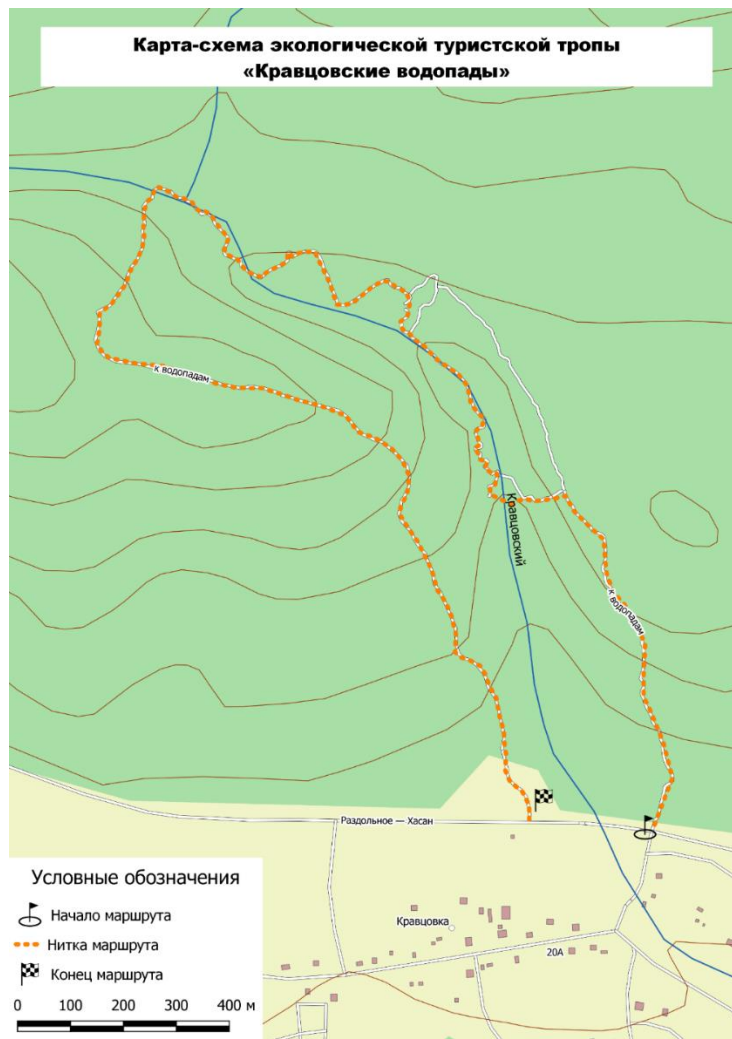 Карта-схема экологической туристской тропы
«Кравцовские водопады»
к водопадам
Кравцовский
к водопадам
Раздольное — Хасан
Кравцовка
20А
Условные обозначения
Начало маршрута
Нитка маршрута
Конец маршрута
0 100 200 300 400 м